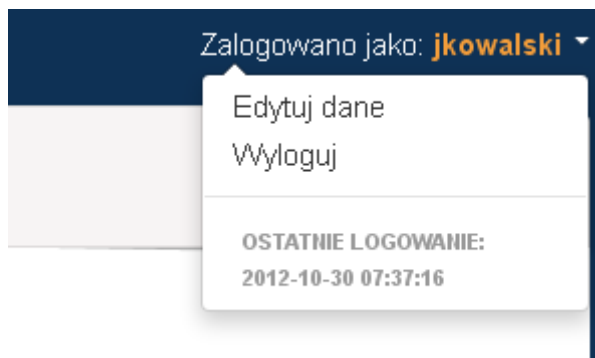 Zalogowano jako: jkowalski
Edytuj dane
Wyloguj
OSTATNIE LOGOWANIE:
2012-10-30 07:37:16